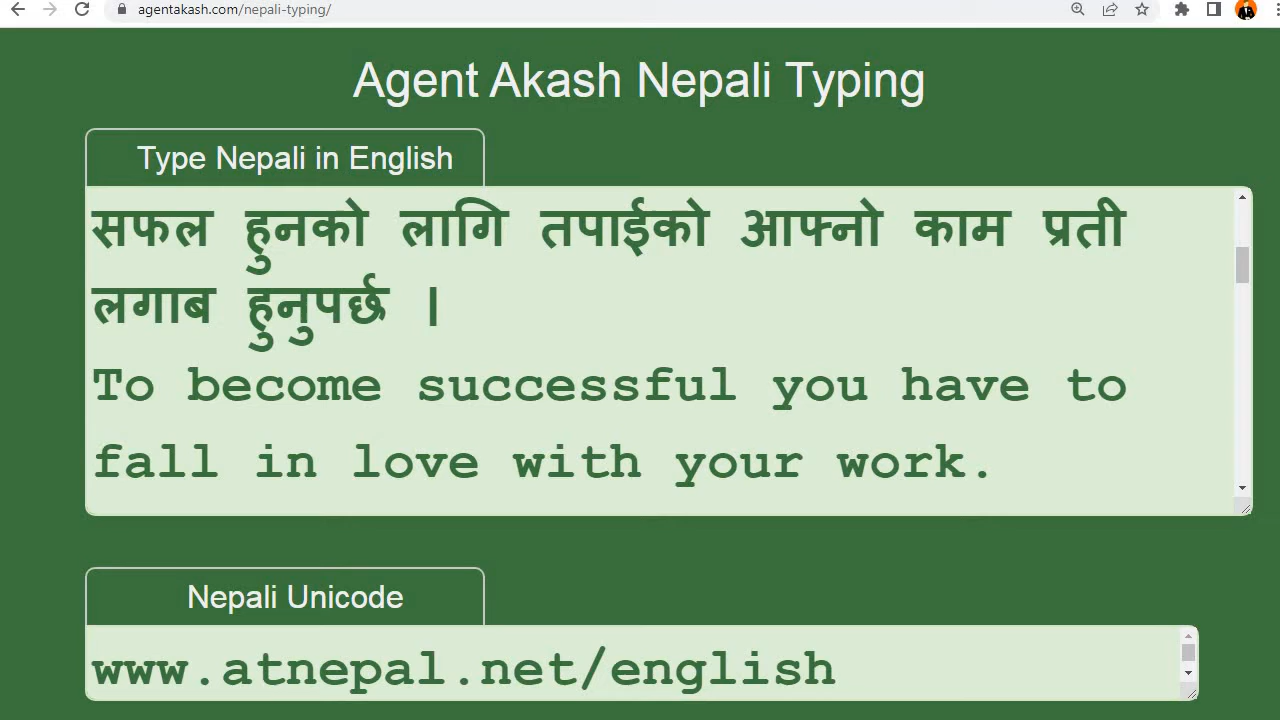 agentakash.com/nepali-typing/
Agent Akash Nepali Typing
Type Nepali in English
सफल हुनको लागि तपाईको आफ्नो काम प्रती
लगाब हुनुपर्छ |
To become successful you have to
fall in love with your work.
Nepali Unicode
www.atnepal.net/english